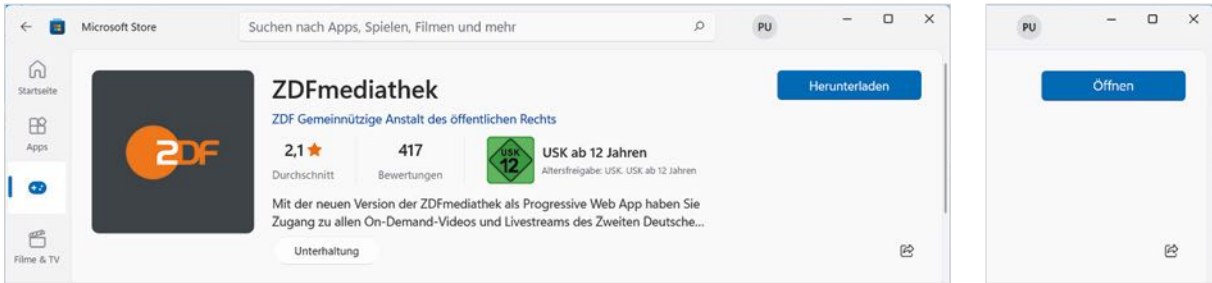 Microsoft Store
Suchen nach Apps, Spielen, Filmen und mehr
PU
Startseite
Apps
Filme & TV
ZDF
ZDFmediathek
Herunterladen
ZDF Gemeinnützige Anstalt des öffentlichen Rechts
2,1
417
Durchschnitt
Bewertungen
USK
12
USK ab 12 Jahren
Altersfreigabe: USK. USK ab 12 Jahren
Mit der neuen Version der ZDFmediathek als Progressive Web App haben Sie
Zugang zu allen On-Demand-Videos und Livestreams des Zweiten Deutsche...
Unterhaltung
PU
Öffnen